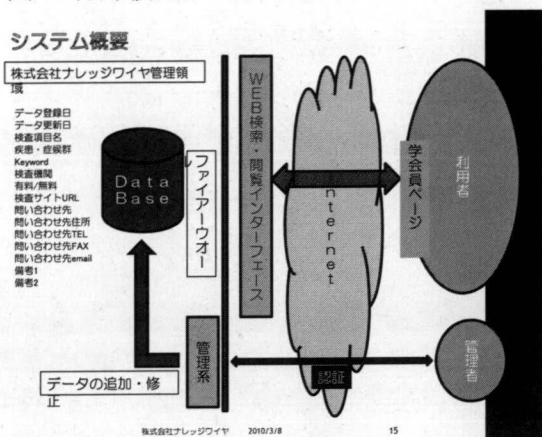 システム概要
株式会社ナレッジワイヤ管理領
域
データ登録日
データ更新日
検査項目名
疾患・症候群
Keyword
検査機関
有料/無料
検査サイトURL
問い合わせ先
問い合わせ先住所
問い合わせ先TEL
問い合わせ先FAX
問い合わせ先email
備考1
備考2
Data
Base
ファイアーウオー
ル
WEB検索・閲覧インターフェース
Internet
学会員ページ
利用者
管理系
管理者
データの追加・修
正
株式会社ナレッジワイヤ
2010/3/8
15